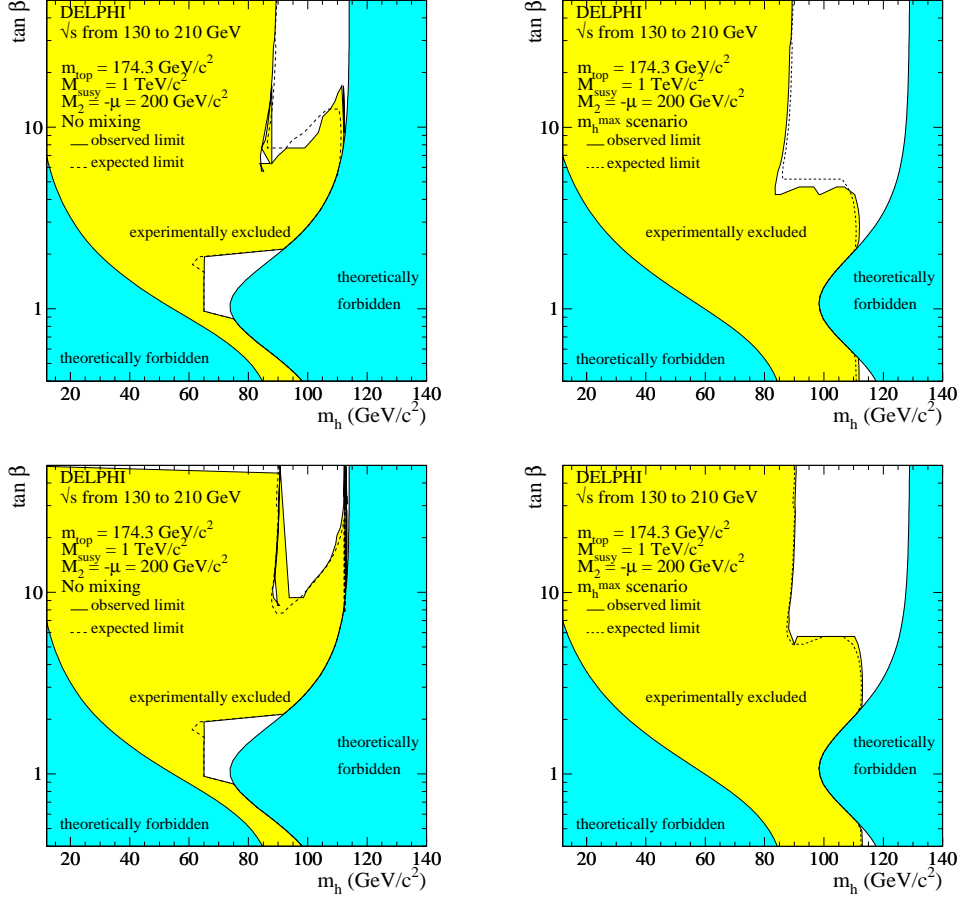 tan β
DELPHI
√s from 130 to 210 GeV
m_top = 174.3 GeV/c²
M_susy = 1 TeV/c²
M_2 = -μ = 200 GeV/c²
No mixing
observed limit
expected limit
experimentally excluded
theoretically
forbidden
theoretically forbidden
10
1
20 40 60 80 100 120 140
m_h (GeV/c²)
tan β
DELPHI
√s from 130 to 210 GeV
m_top = 174.3 GeV/c²
M_susy = 1 TeV/c²
M_2 = -μ = 200 GeV/c²
m_h^max scenario
observed limit
expected limit
experimentally excluded
theoretically
forbidden
theoretically forbidden
10
1
20 40 60 80 100 120 140
m_h (GeV/c²)
tan β
DELPHI
√s from 130 to 210 GeV
m_top = 174.3 GeV/c²
M_susy = 1 TeV/c²
M_2 = -μ = 200 GeV/c²
No mixing
observed limit
expected limit
experimentally excluded
theoretically
forbidden
theoretically forbidden
10
1
20 40 60 80 100 120 140
m_h (GeV/c²)
tan β
DELPHI
√s from 130 to 210 GeV
m_top = 174.3 GeV/c²
M_susy = 1 TeV/c²
M_2 = -μ = 200 GeV/c²
m_h^max scenario
observed limit
expected limit
experimentally excluded
theoretically
forbidden
theoretically forbidden
10
1
20 40 60 80 100 120 140
m_h (GeV/c²)